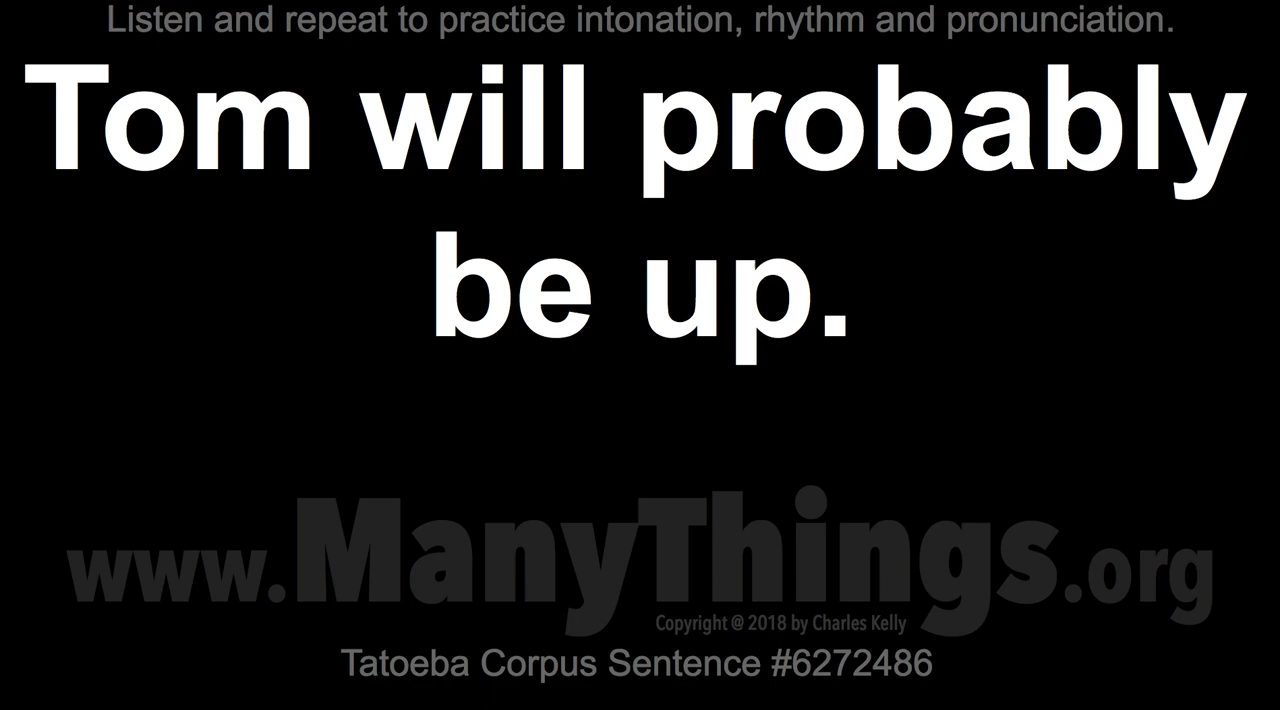 Listen and repeat to practice intonation, rhythm and pronunciation.
Tom will probably
be up.
www.ManyThings.org
Copyright @ 2018 by Charles Kelly
Tatoeba Corpus Sentence #6272486